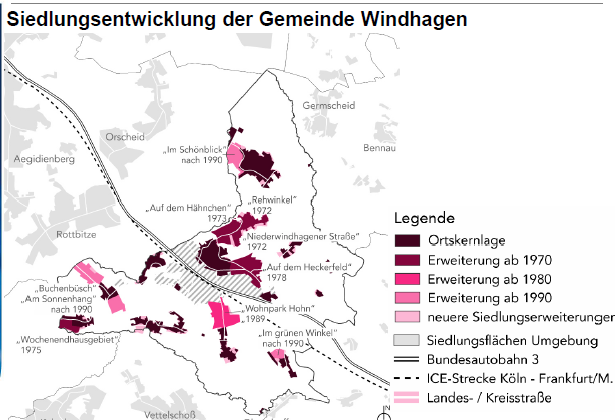 Siedlungsentwicklung der Gemeinde Windhagen
Germscheid
Orscheid
„Im Schönblick"
nach 1990
Bennau
Aegidienberg
„Rehwinkel"
1972
„Auf dem Hähnchen"
1973
Rottbitze
„Niederwindhagener Straße"
1972
„Auf dem Heckerfeld"
1978
„Buchenbüsch"
„Am Sonnenhang"
nach 1990
„Wohnpark Hohn"
1989
„Wochenendhausgebiet"
1975
„Im grünen Winkel"
nach 1990
Vettelschoß
N
Legende
Ortskernlage
Erweiterung ab 1970
Erweiterung ab 1980
Erweiterung ab 1990
neuere Siedlungserweiterungen
Siedlungsflächen Umgebung
Bundesautobahn 3
ICE-Strecke Köln - Frankfurt/M.
Landes- / Kreisstraße